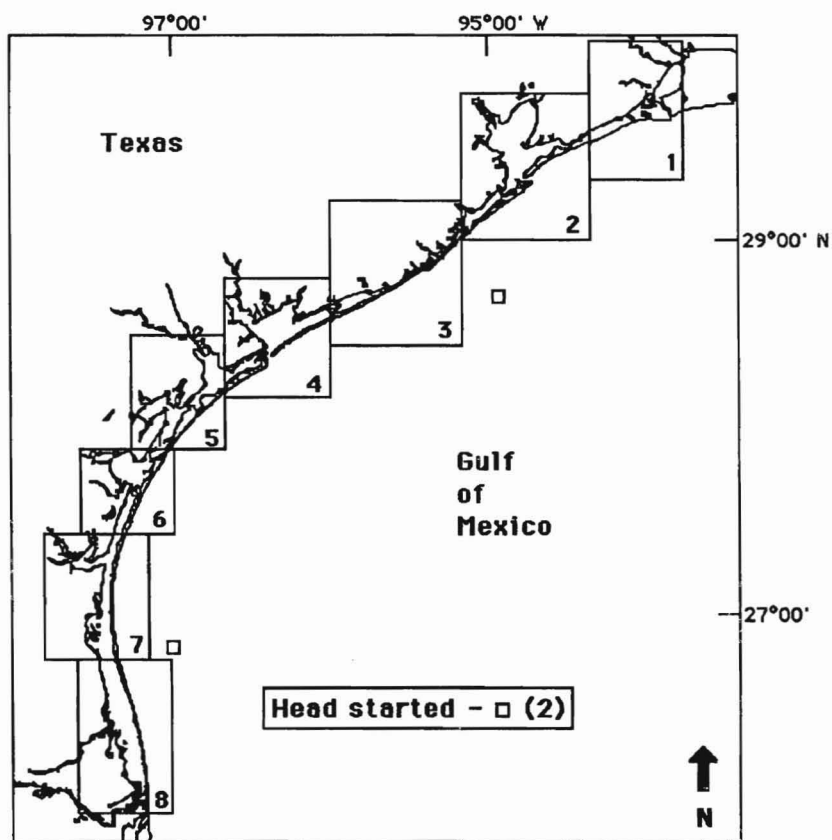 97°00' 95°00' W
Texas
1
2
29°00' N
3
4
5
Gulf
of
Mexico
6
27°00'
7
Head started - □ (2)
8
N